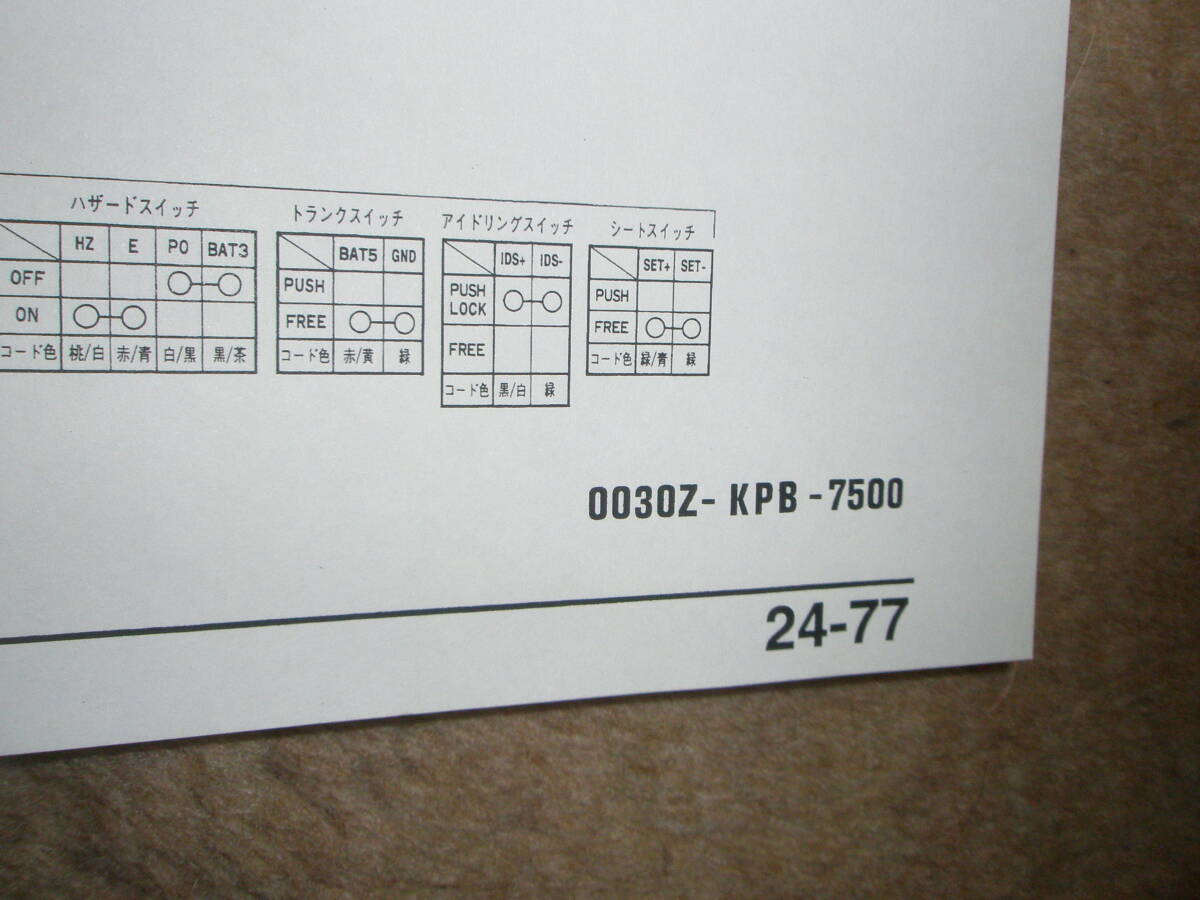 ハザードスイッチ
HZ E PO BAT3
OFF
ON
コード色 桃/白 赤/青 白/黒 黒/茶
トランクスイッチ
BAT5 GND
PUSH
FREE
コード色 赤/黄 緑
アイドリングスイッチ
IDS+ IDS-
PUSH
LOCK
FREE
コード色 黒/白 緑
シートスイッチ
SET+ SET-
PUSH
FREE
コード色 緑/青 緑
0030Z-KPB-7500
24-77